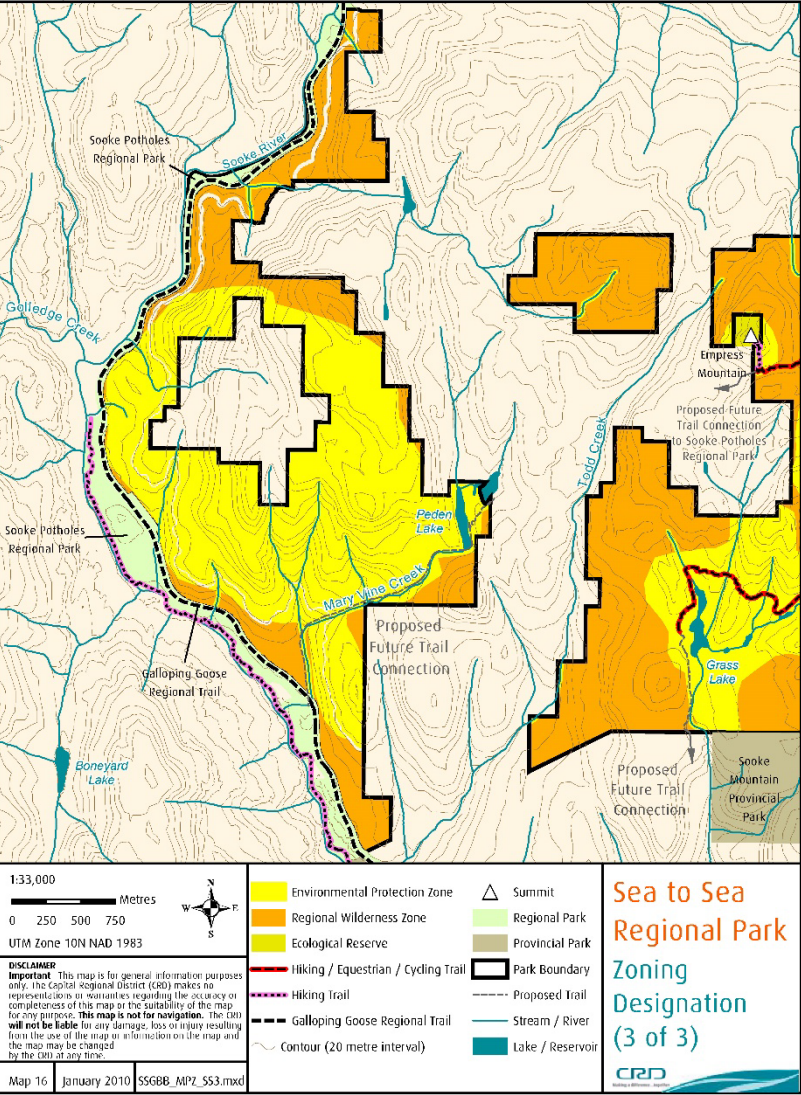 Sooke Potholes
Regional Park
Sooke River
Golledge Creek
Empress
Mountain
Proposed Future
Trail Connection
to Sooke Potholes
Regional Park
Todd Creek
Peden
Lake
Sooke Potholes
Regional Park
Mary Vine Creek
Proposed
Future Trail
Connection
Galloping Goose
Regional Trail
Grass
Lake
Boneyard
Lake
Proposed
Future Trail
Connection
Sooke
Mountain
Provincial
Park
1:33,000
Metres
0 250 500 750
UTM Zone 10N NAD 1983
N
W E
S
DISCLAIMER
Important This map is for general information purposes
only. The Capital Regional District (CRD) makes no
representations or warranties regarding the accuracy or
completeness of this map or the suitability of the map
for any purpose. This map is not for navigation. The CRD
will not be liable for any damage, loss or injury resulting
from the use of the map or information on the map and
the map may be changed
by the CRD at any time.
Map 16 January 2010 SSGBB_MPZ_SS3.mxd
Environmental Protection Zone
Regional Wilderness Zone
Ecological Reserve
Hiking / Equestrian / Cycling Trail
Hiking Trail
Galloping Goose Regional Trail
Contour (20 metre interval)
Summit
Regional Park
Provincial Park
Park Boundary
Proposed Trail
Stream / River
Lake / Reservoir
Sea to Sea
Regional Park
Zoning
Designation
(3 of 3)
CRD